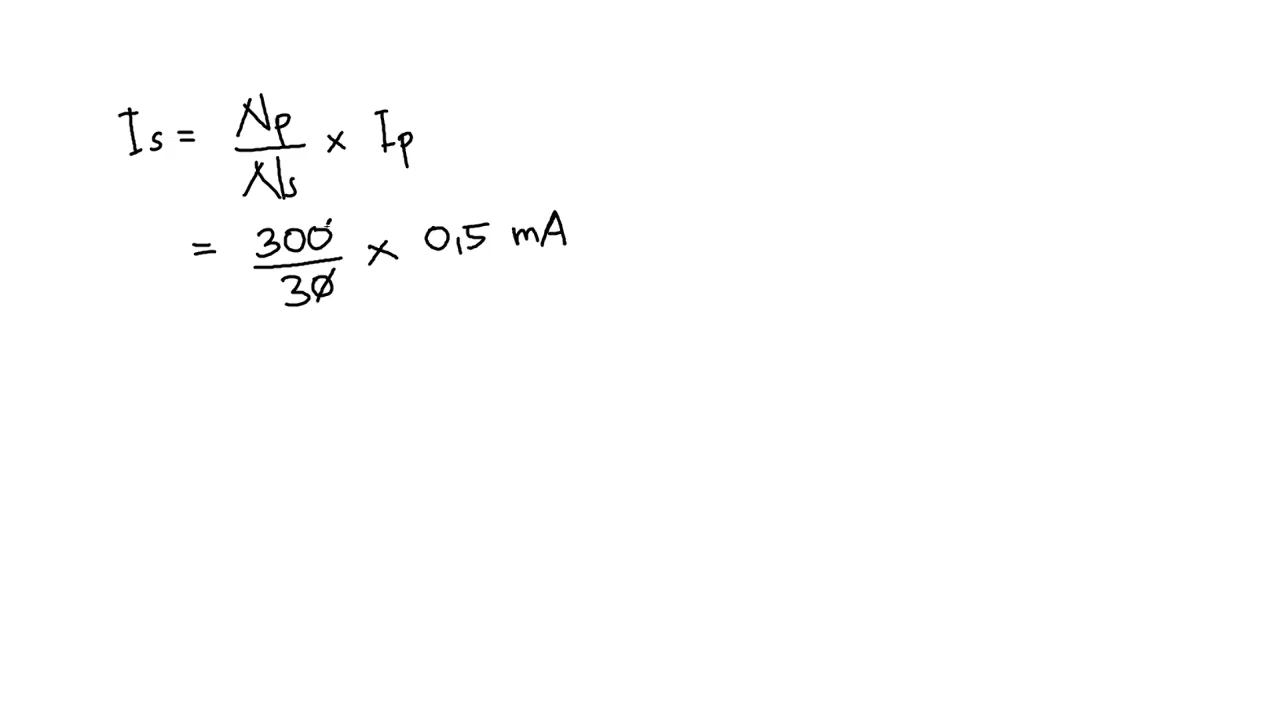 Is = Np/Ns × Ip
= 300/30 × 0,5 mA